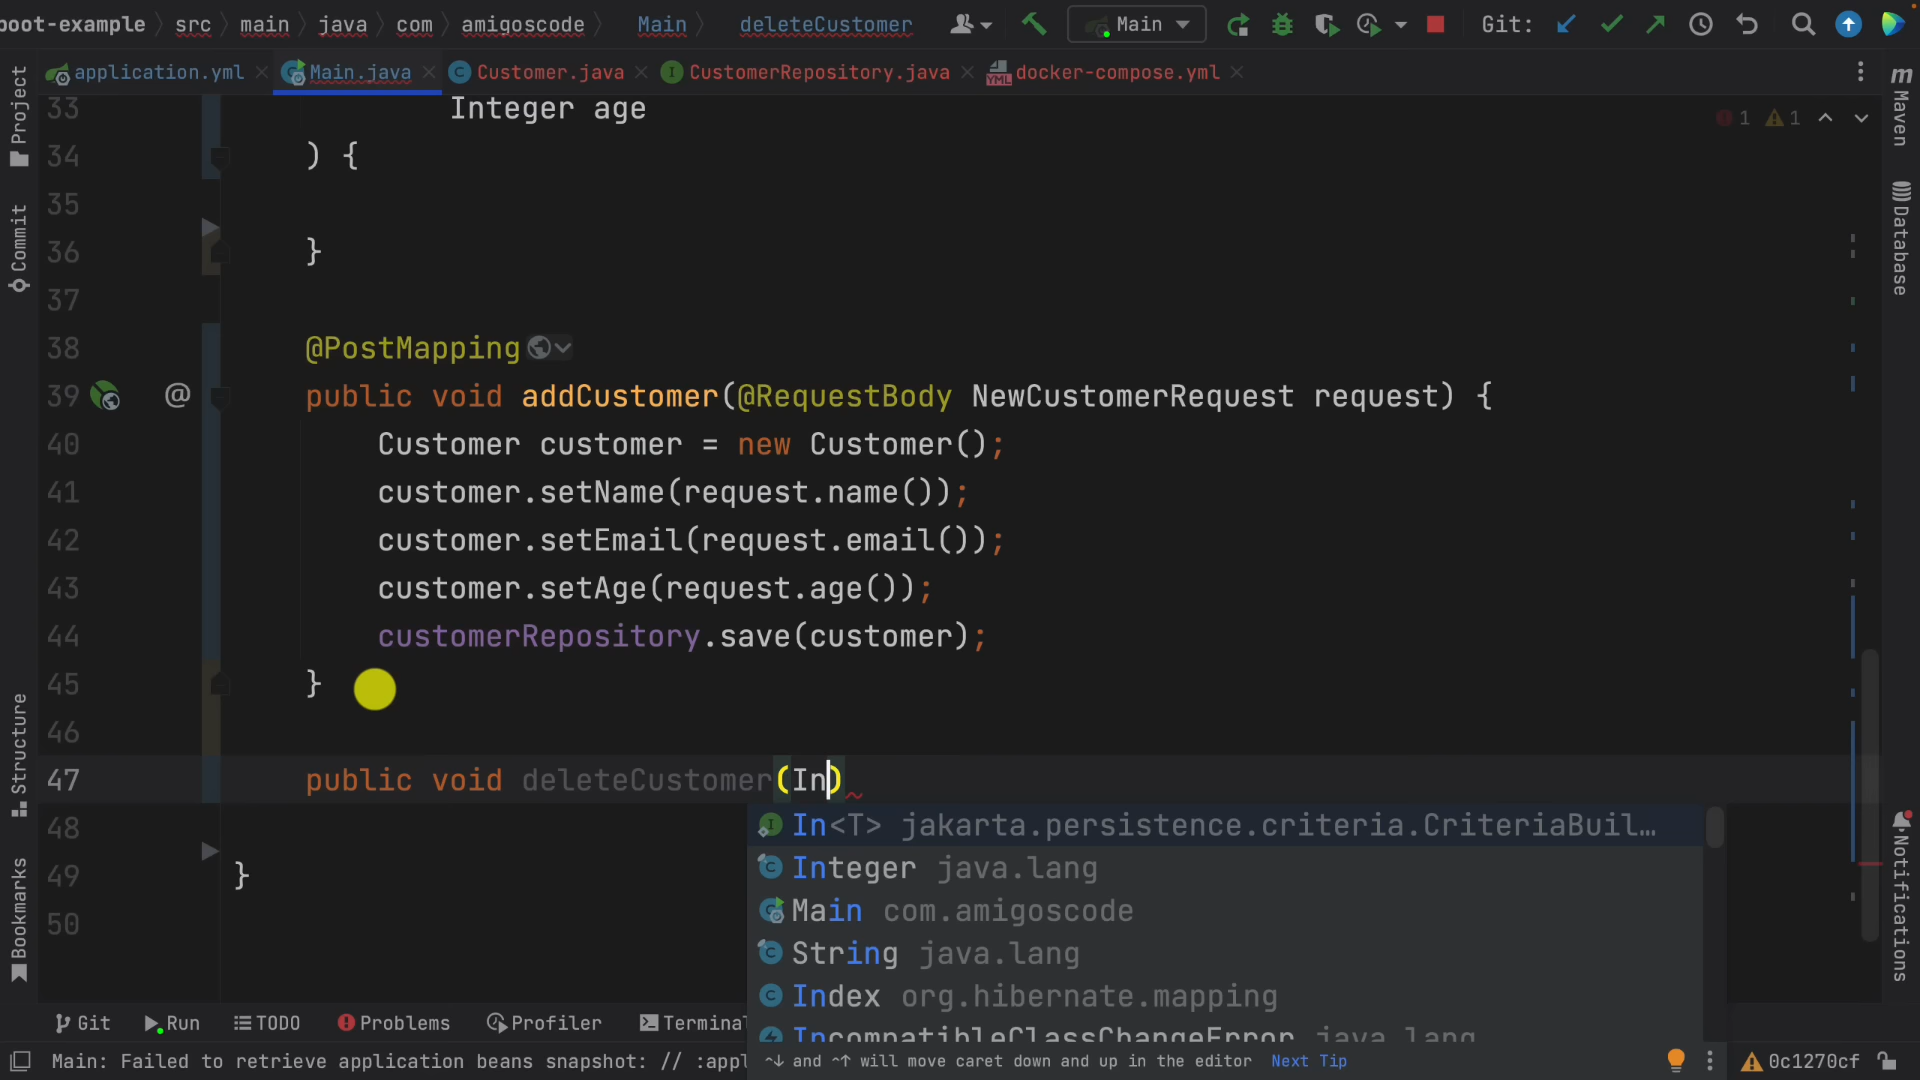 boot-example src main java com amigoscode Main deleteCustomer Main Git:
application.yml Main.java Customer.java CustomerRepository.java docker-compose.yml
Project
Commit
Structure
Bookmarks
Maven
Database
Notifications
1 1
33 Integer age
34 ) {
35
36 }
37
38 @PostMapping
39 @ public void addCustomer(@RequestBody NewCustomerRequest request) {
40 Customer customer = new Customer();
41 customer.setName(request.name());
42 customer.setEmail(request.email());
43 customer.setAge(request.age());
44 customerRepository.save(customer);
45 }
46
47 public void deleteCustomer(In)
48
49 }
50
In<T> jakarta.persistence.criteria.CriteriaBuil...
Integer java.lang
Main com.amigoscode
String java.lang
Index org.hibernate.mapping
IncompatibleClassChangeError java.lang
^↓ and ^↑ will move caret down and up in the editor Next Tip
Git Run TODO Problems Profiler Terminal
Main: Failed to retrieve application beans snapshot: // :appl
0c1270cf